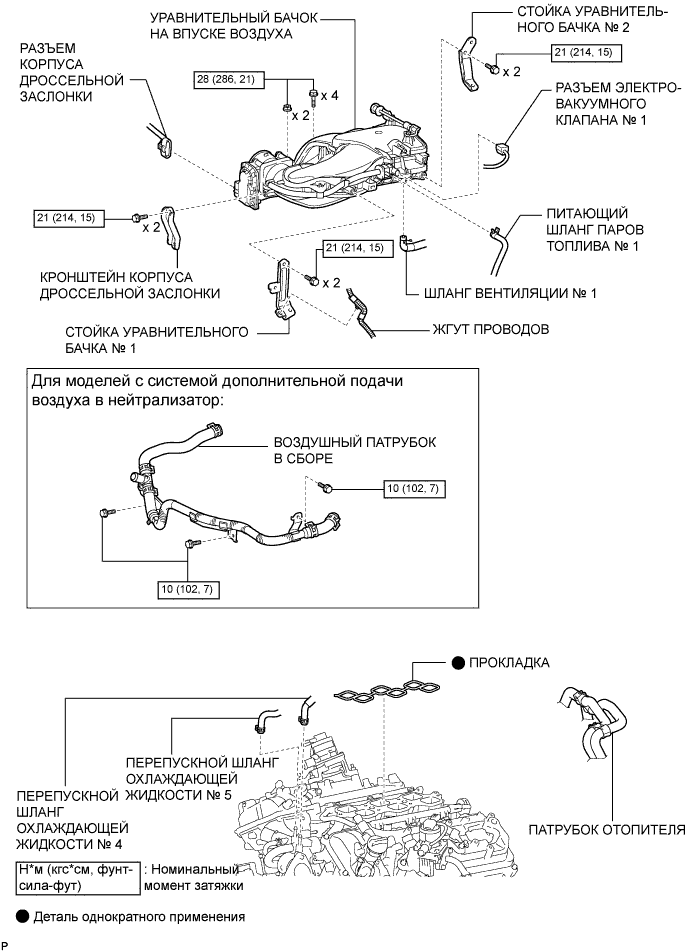 УРАВНИТЕЛЬНЫЙ БАЧОК
НА ВПУСКЕ ВОЗДУХА
СТОЙКА УРАВНИТЕЛЬ-
НОГО БАЧКА № 2
РАЗЪЕМ
КОРПУСА
ДРОССЕЛЬНОЙ
ЗАСЛОНКИ
28 (286, 21)
x 4
x 2
21 (214, 15)
x 2
РАЗЪЕМ ЭЛЕКТРО-
ВАКУУМНОГО
КЛАПАНА № 1
21 (214, 15)
x 2
КРОНШТЕЙН КОРПУСА
ДРОССЕЛЬНОЙ ЗАСЛОНКИ
21 (214, 15)
x 2
ПИТАЮЩИЙ
ШЛАНГ ПАРОВ
ТОПЛИВА № 1
ШЛАНГ ВЕНТИЛЯЦИИ № 1
СТОЙКА УРАВНИТЕЛЬНОГО
БАЧКА № 1
ЖГУТ ПРОВОДОВ
Для моделей с системой дополнительной подачи
воздуха в нейтрализатор:
ВОЗДУШНЫЙ ПАТРУБОК
В СБОРЕ
10 (102, 7)
10 (102, 7)
ПРОКЛАДКА
ПЕРЕПУСКНОЙ ШЛАНГ
ОХЛАЖДАЮЩЕЙ
ЖИДКОСТИ № 5
ПЕРЕПУСКНОЙ
ШЛАНГ
ОХЛАЖДАЮЩЕЙ
ЖИДКОСТИ № 4
ПАТРУБОК ОТОПИТЕЛЯ
Н*м (кгс*см, фунт-
сила-фут)
: Номинальный
момент затяжки
Деталь однократного применения
P